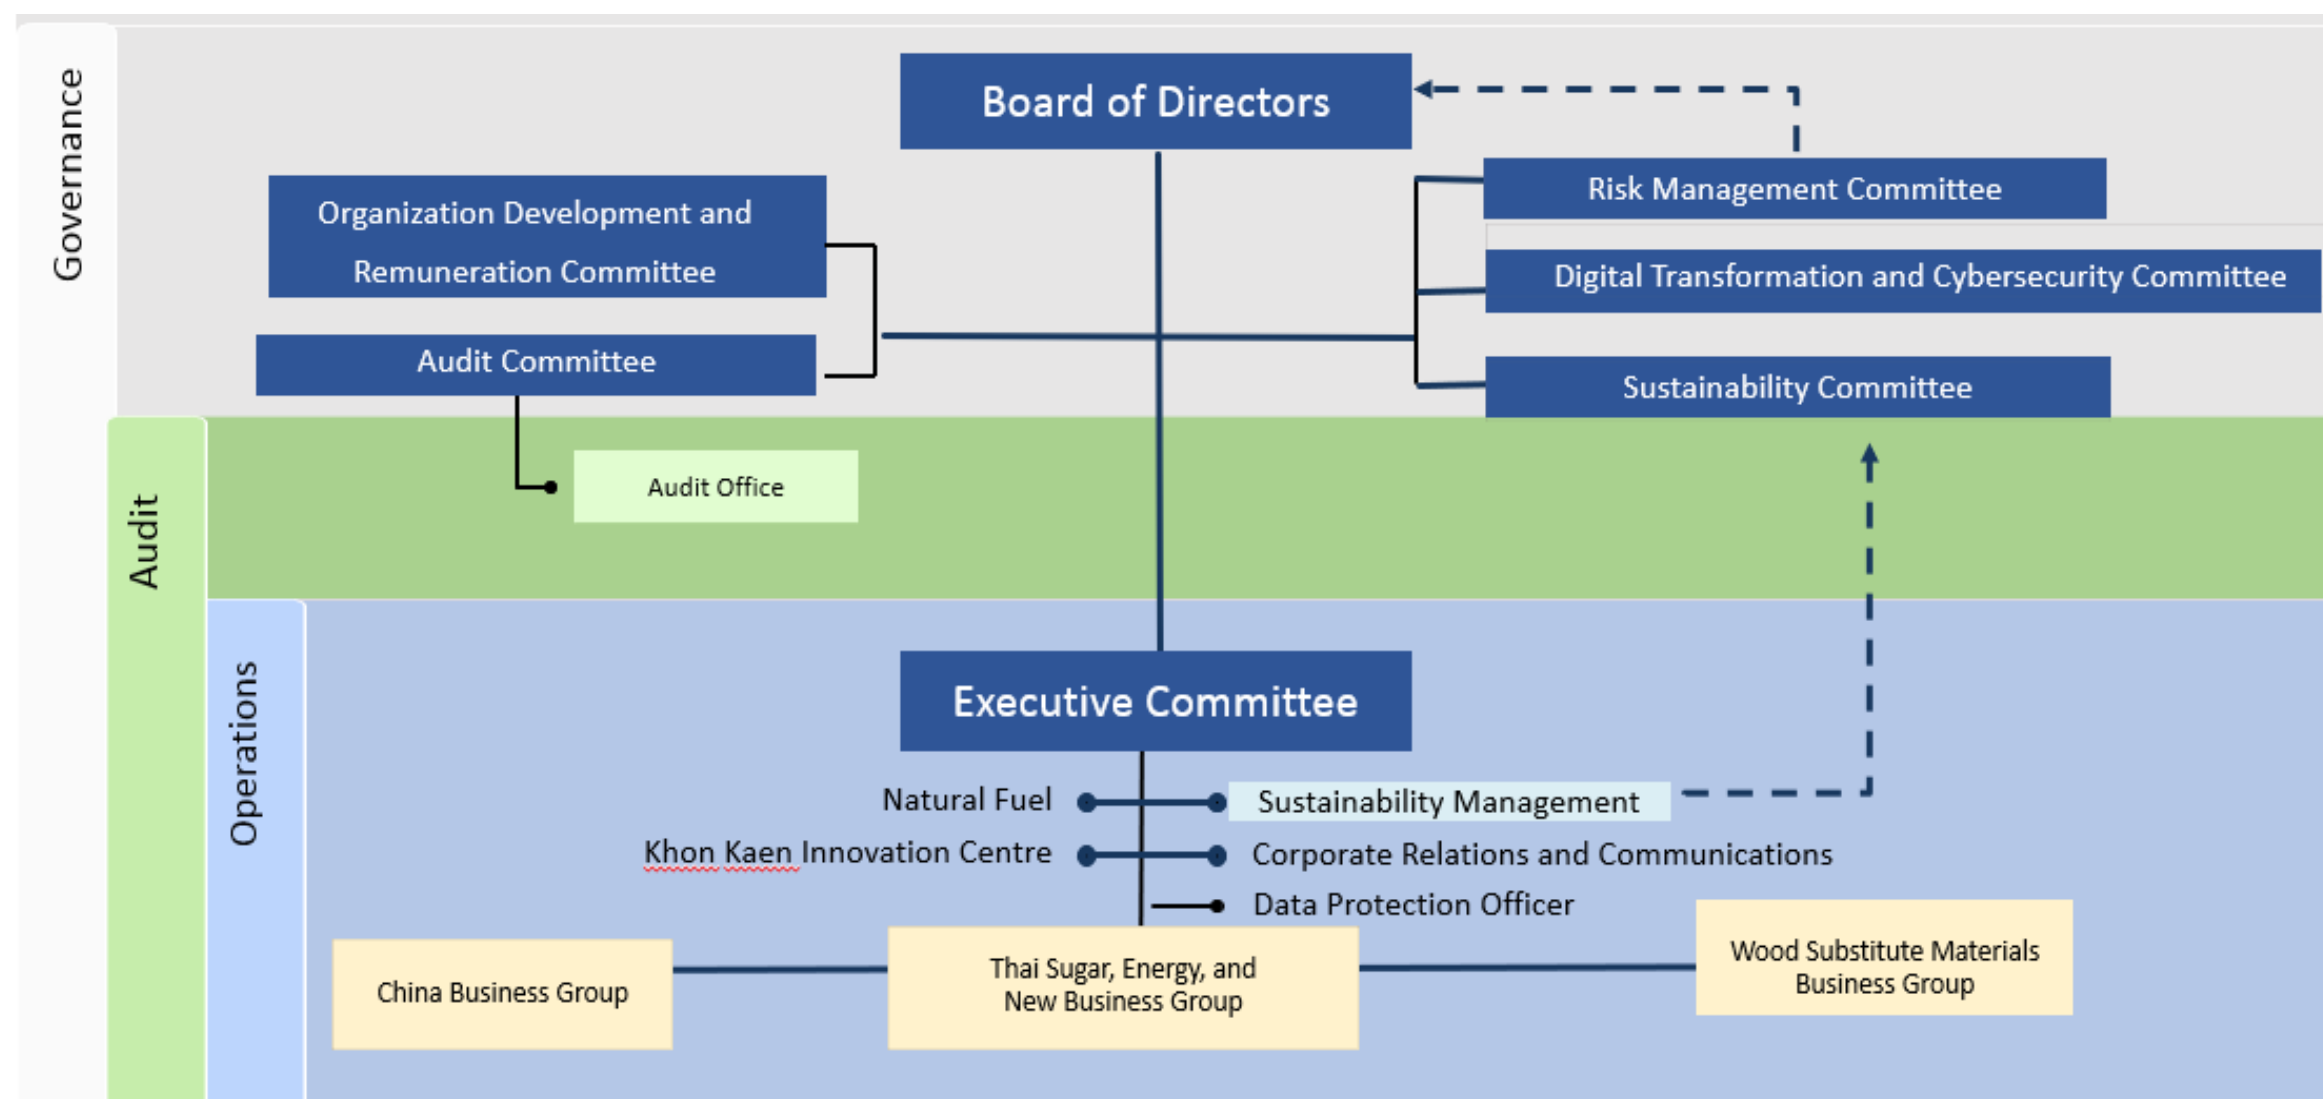 Governance
Board of Directors
Organization Development and
Remuneration Committee
Audit Committee
Risk Management Committee
Digital Transformation and Cybersecurity Committee
Sustainability Committee
Audit
Audit Office
Operations
Executive Committee
Natural Fuel
Sustainability Management
Khon Kaen Innovation Centre
Corporate Relations and Communications
Data Protection Officer
China Business Group
Thai Sugar, Energy, and
New Business Group
Wood Substitute Materials
Business Group